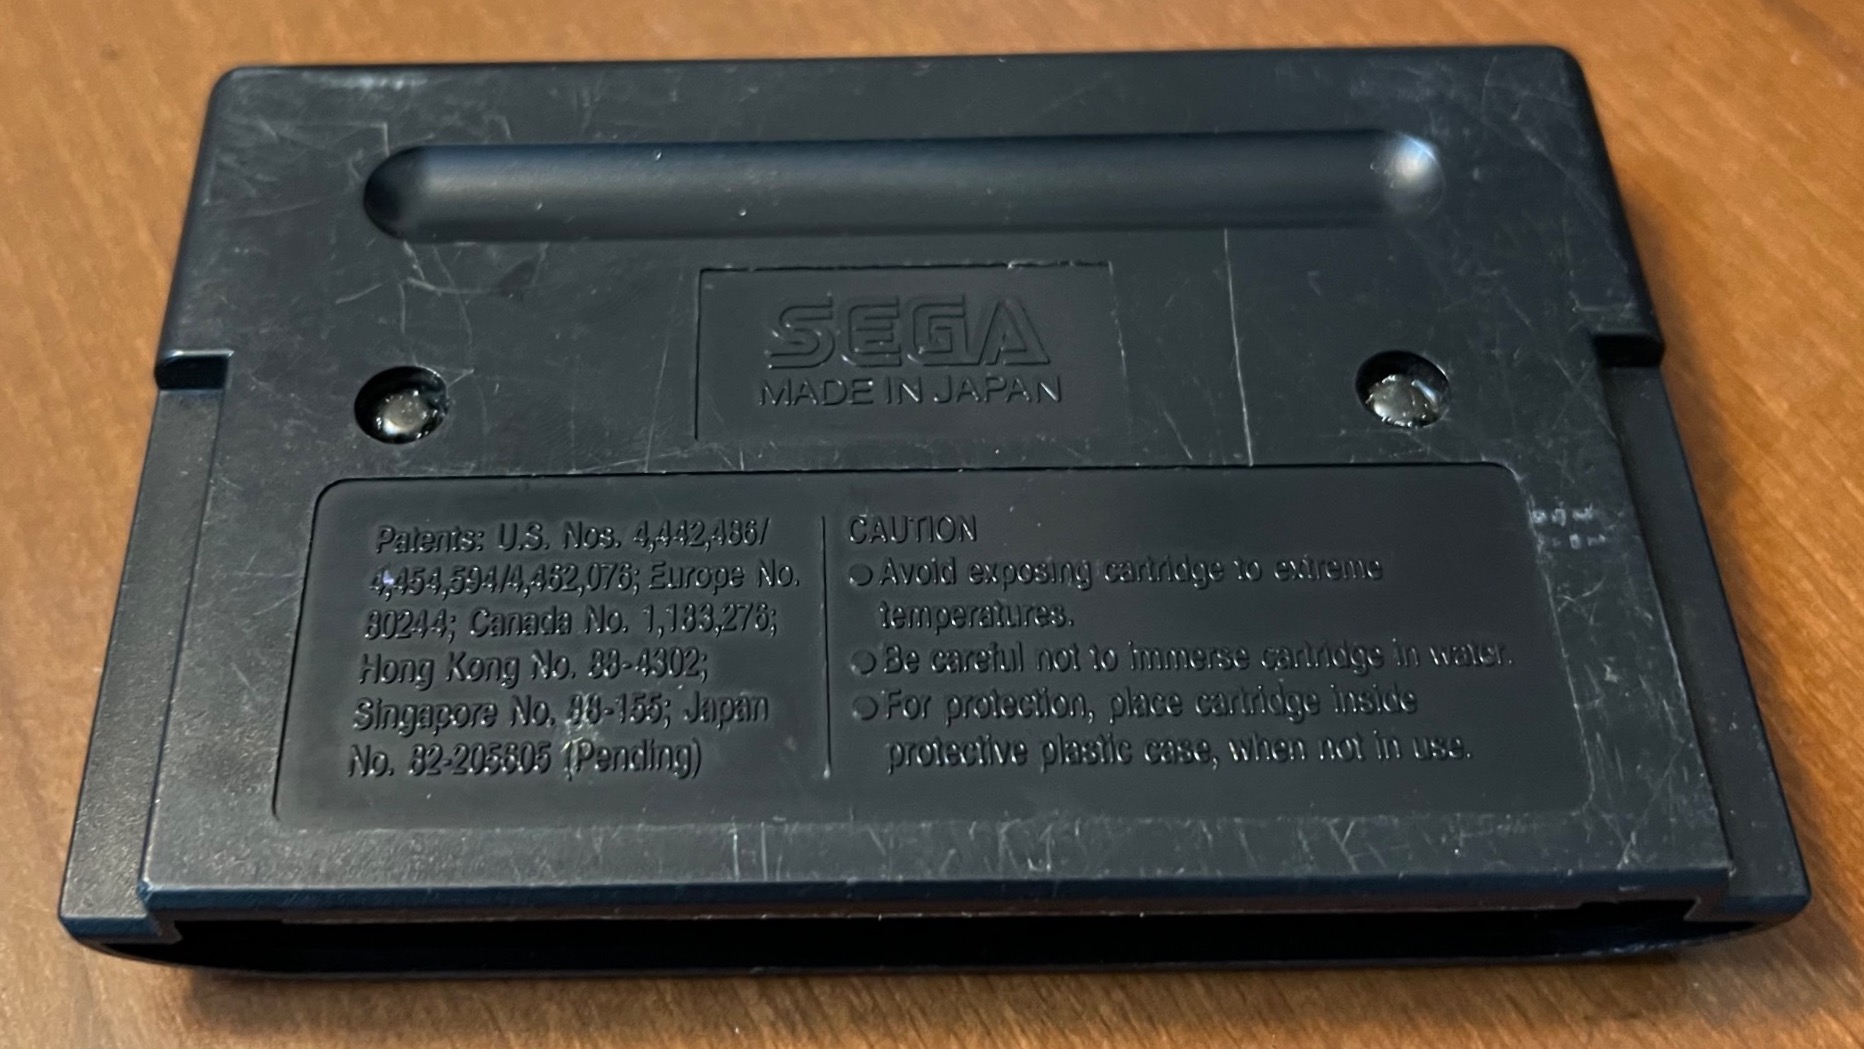 SEGA
MADE IN JAPAN
Patents: U.S. Nos. 4,442,486/
4,454,594/4,462,076; Europe No.
80244; Canada No. 1,183,276;
Hong Kong No. 88-4302;
Singapore No. 88-155; Japan
No. 82-205605 (Pending)
CAUTION
● Avoid exposing cartridge to extreme
temperatures.
● Be careful not to immerse cartridge in water.
● For protection, place cartridge inside
protective plastic case, when not in use.